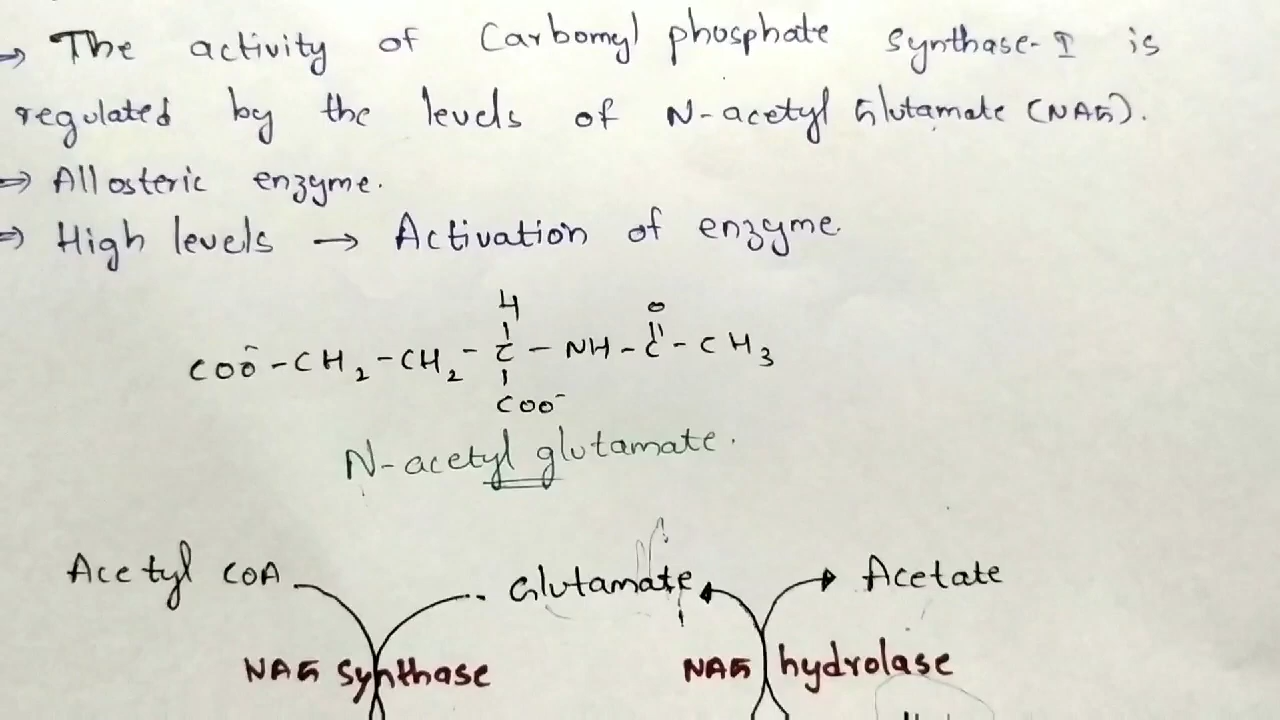 ⇒ The activity of Carbomyl phosphate Synthase-I is
regulated by the levels of N-acetyl Glutamate (NAG).
⇒ Allosteric enzyme.
⇒ High levels → Activation of enzyme.
H
O
COO⁻-CH₂-CH₂-C-NH-C-CH₃
COO⁻
N-acetyl glutamate.
Acetyl COA Glutamate Acetate
NAG Synthase NAG hydrolase